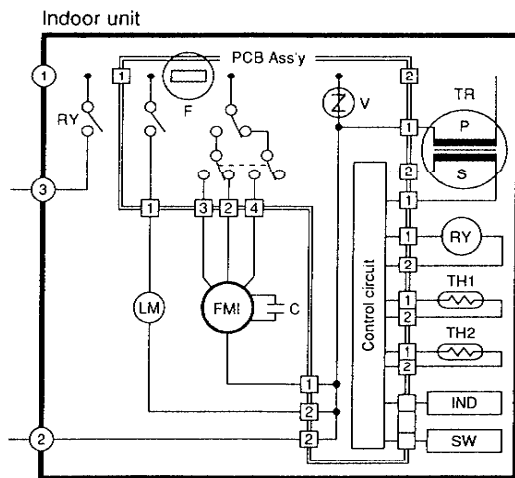 Indoor unit
PCB Ass'y
1
1
2
RY
F
V
TR
1
P
3
2
S
1
1
3
2
4
1
RY
2
Control circuit
LM
FMI
C
TH1
1
2
TH2
1
2
1
2
IND
2
2
SW